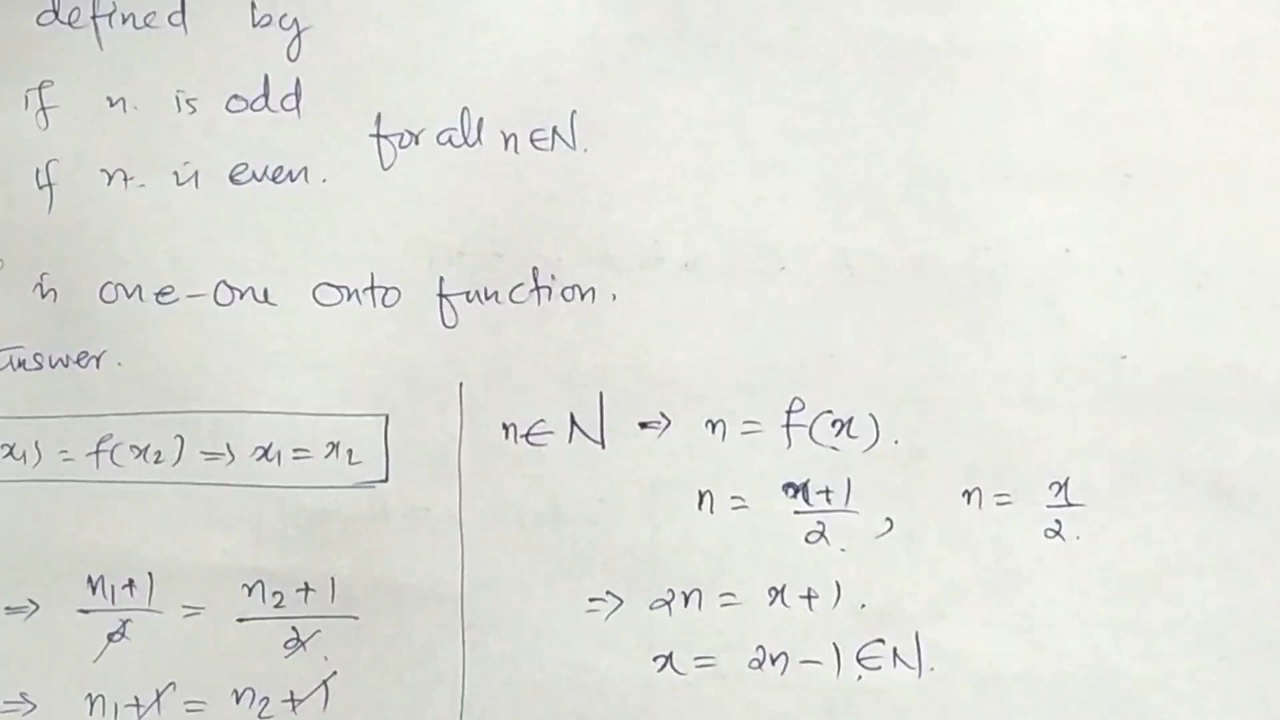 defined by
if n. is odd
for all n∈N.
if n. is even.
is one-one onto function.
answer.
x₁) = f(x₂) ⇒ x₁ = x₂
⇒ n₁+1/2 = n₂+1/2
⇒ n₁+1 = n₂+1
n∈N ⇒ n = f(x).
n = x+1/2, n = x/2.
⇒ 2n = x+1.
x = 2n-1 ∈N.